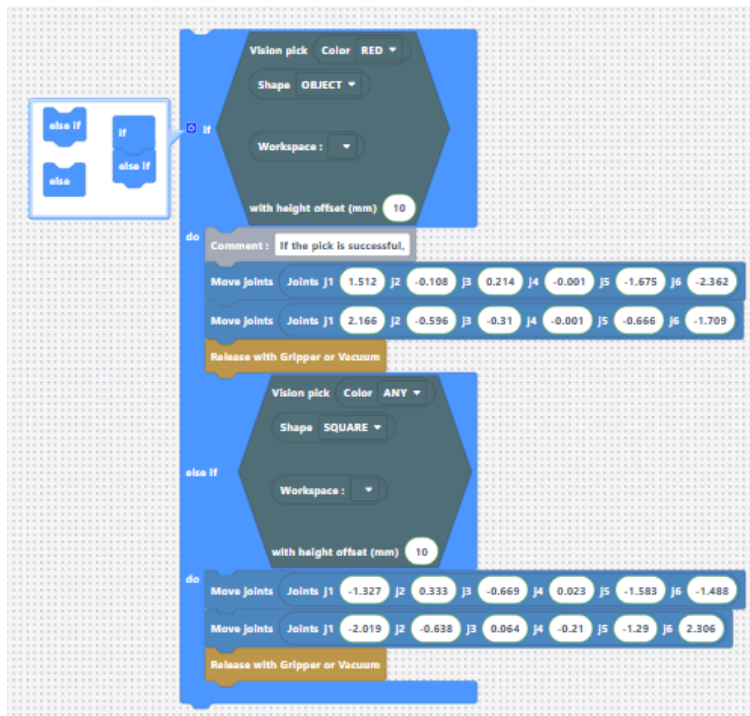 Vision pick Color RED
Shape OBJECT
else if
if
if
Workspace :
else if
else
with height offset (mm) 10
do
Comment : If the pick is successful,
Move joints Joints j1 1.512 j2 -0.108 j3 0.214 j4 -0.001 j5 -1.675 j6 -2.362
Move joints Joints j1 2.166 j2 -0.596 j3 -0.31 j4 -0.001 j5 -0.666 j6 -1.709
Release with Gripper or Vacuum
Vision pick Color ANY
Shape SQUARE
else if
Workspace :
with height offset (mm) 10
do
Move joints Joints j1 -1.327 j2 0.333 j3 -0.669 j4 0.023 j5 -1.583 j6 -1.488
Move joints Joints j1 -2.019 j2 -0.638 j3 0.064 j4 -0.21 j5 -1.29 j6 2.306
Release with Gripper or Vacuum